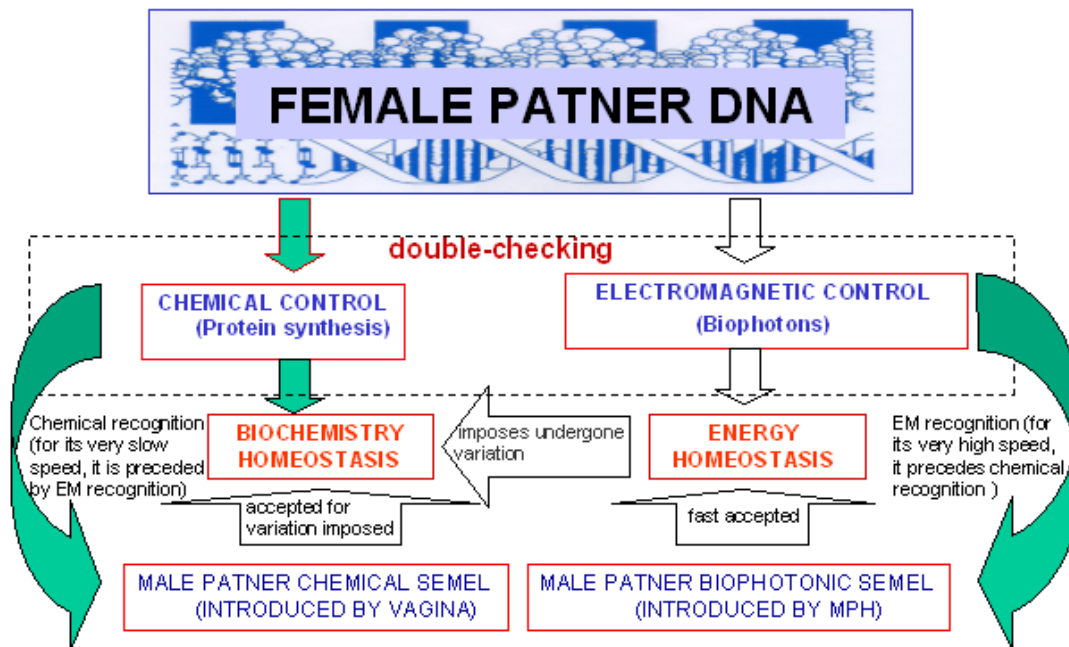 FEMALE PATNER DNA
double-checking
CHEMICAL CONTROL
(Protein synthesis)
ELECTROMAGNETIC CONTROL
(Biophotons)
Chemical recognition
(for its very slow
speed, it is preceded
by EM recognition)
BIOCHEMISTRY
HOMEOSTASIS
imposes undergone
variation
ENERGY
HOMEOSTASIS
EM recognition (for
its very high speed,
it precedes chemical
recognition )
accepted for
variation imposed
fast accepted
MALE PATNER CHEMICAL SEMEL
(INTRODUCED BY VAGINA)
MALE PATNER BIOPHOTONIC SEMEL
(INTRODUCED BY MPH)